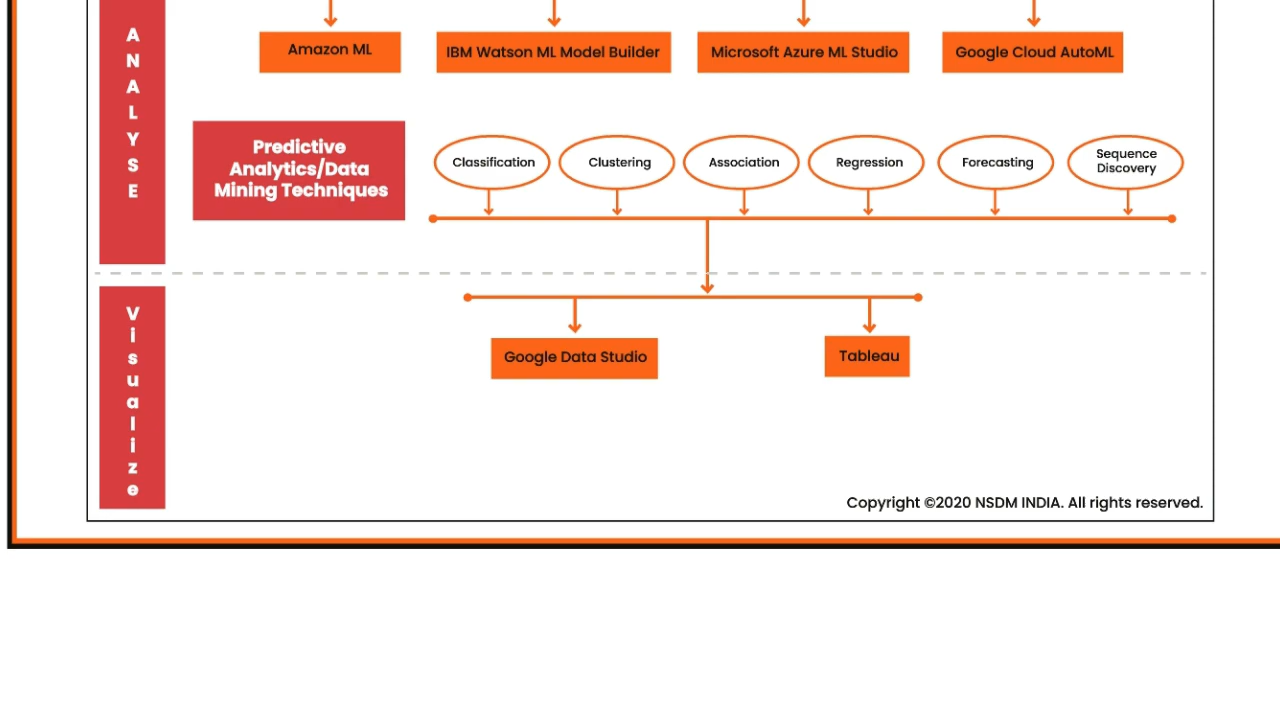 A
N
A
L
Y
S
E
Amazon ML
IBM Watson ML Model Builder
Microsoft Azure ML Studio
Google Cloud AutoML
Predictive
Analytics/Data
Mining Techniques
Classification
Clustering
Association
Regression
Forecasting
Sequence
Discovery
V
i
s
u
a
l
i
z
e
Google Data Studio
Tableau
Copyright ©2020 NSDM INDIA. All rights reserved.